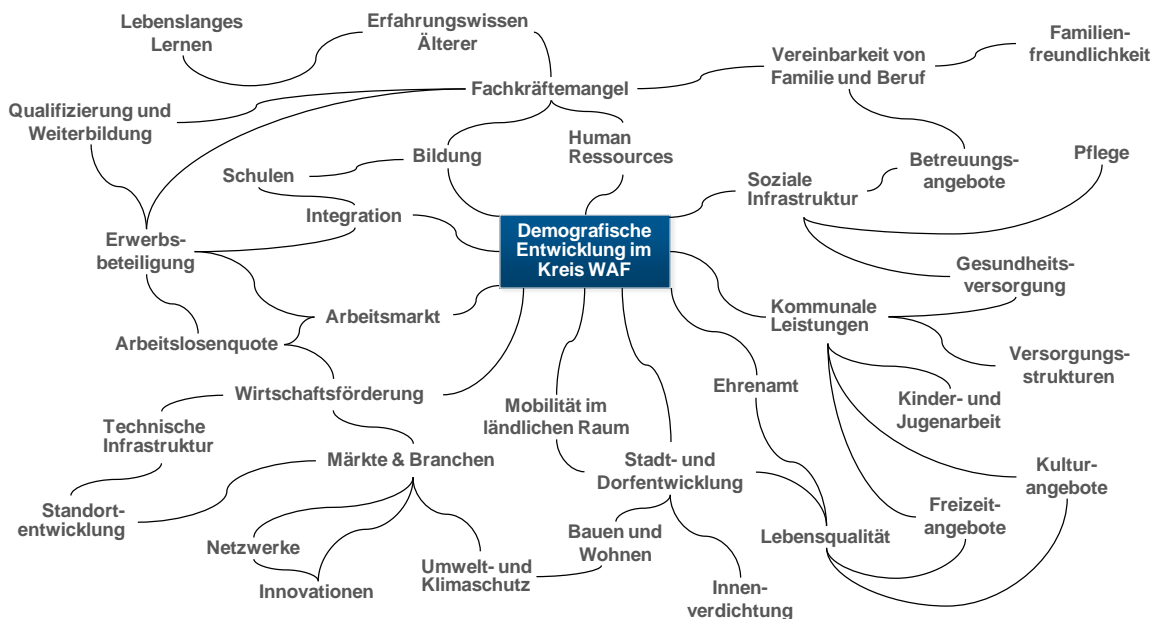 Lebenslanges
Lernen
Erfahrungswissen
Älterer
Vereinbarkeit von
Familie und Beruf
Familien-
freundlichkeit
Fachkräftemangel
Qualifizierung und
Weiterbildung
Bildung
Human
Ressources
Schulen
Soziale
Infrastruktur
Betreuungs-
angebote
Pflege
Integration
Demografische
Entwicklung im
Kreis WAF
Erwerbs-
beteiligung
Gesundheits-
versorgung
Arbeitsmarkt
Kommunale
Leistungen
Arbeitslosenquote
Versorgungs-
strukturen
Wirtschaftsförderung
Ehrenamt
Kinder- und
Jugenarbeit
Mobilität im
ländlichen Raum
Technische
Infrastruktur
Märkte & Branchen
Stadt- und
Dorfentwicklung
Kultur-
angebote
Standort-
entwicklung
Freizeit-
angebote
Lebensqualität
Netzwerke
Bauen und
Wohnen
Innovationen
Umwelt- und
Klimaschutz
Innen-
verdichtung